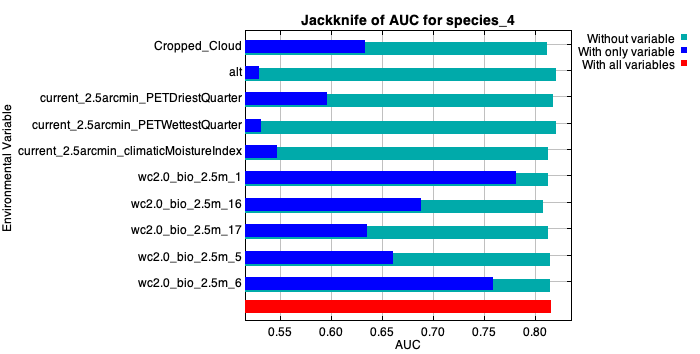 Jackknife of AUC for species_4
Without variable
With only variable
With all variables
Environmental Variable
Cropped_Cloud
alt
current_2.5arcmin_PETDriestQuarter
current_2.5arcmin_PETWettestQuarter
current_2.5arcmin_climaticMoistureIndex
wc2.0_bio_2.5m_1
wc2.0_bio_2.5m_16
wc2.0_bio_2.5m_17
wc2.0_bio_2.5m_5
wc2.0_bio_2.5m_6
0.55 0.60 0.65 0.70 0.75 0.80
AUC